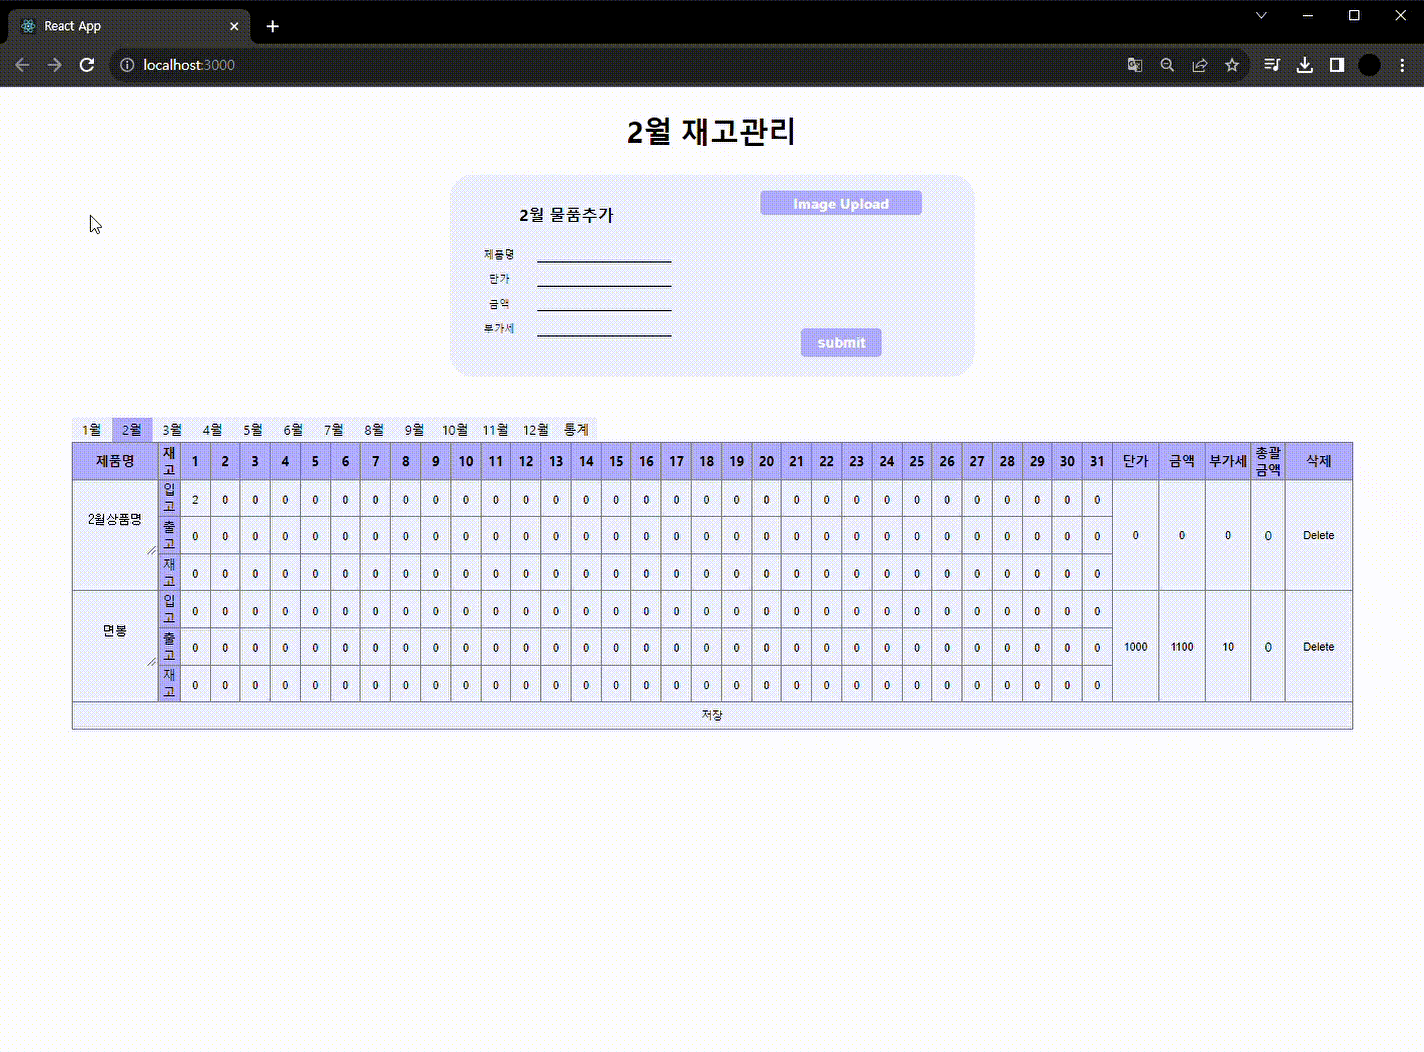 React App
localhost:3000
2월 재고관리
2월 물품추가
Image Upload
제품명
단가
금액
부가세
submit
1월 2월 3월 4월 5월 6월 7월 8월 9월 10월 11월 12월 통계
제품명 재고 1 2 3 4 5 6 7 8 9 10 11 12 13 14 15 16 17 18 19 20 21 22 23 24 25 26 27 28 29 30 31 단가 금액 부가세 총괄금액 삭제
2월상품명 입고 2 0 0 0 0 0 0 0 0 0 0 0 0 0 0 0 0 0 0 0 0 0 0 0 0 0 0 0 0 0 0 0 0 0 0 Delete
출고 0 0 0 0 0 0 0 0 0 0 0 0 0 0 0 0 0 0 0 0 0 0 0 0 0 0 0 0 0 0 0
재고 0 0 0 0 0 0 0 0 0 0 0 0 0 0 0 0 0 0 0 0 0 0 0 0 0 0 0 0 0 0 0
면봉 입고 0 0 0 0 0 0 0 0 0 0 0 0 0 0 0 0 0 0 0 0 0 0 0 0 0 0 0 0 0 0 0 1000 1100 10 0 Delete
출고 0 0 0 0 0 0 0 0 0 0 0 0 0 0 0 0 0 0 0 0 0 0 0 0 0 0 0 0 0 0 0
재고 0 0 0 0 0 0 0 0 0 0 0 0 0 0 0 0 0 0 0 0 0 0 0 0 0 0 0 0 0 0 0
저장